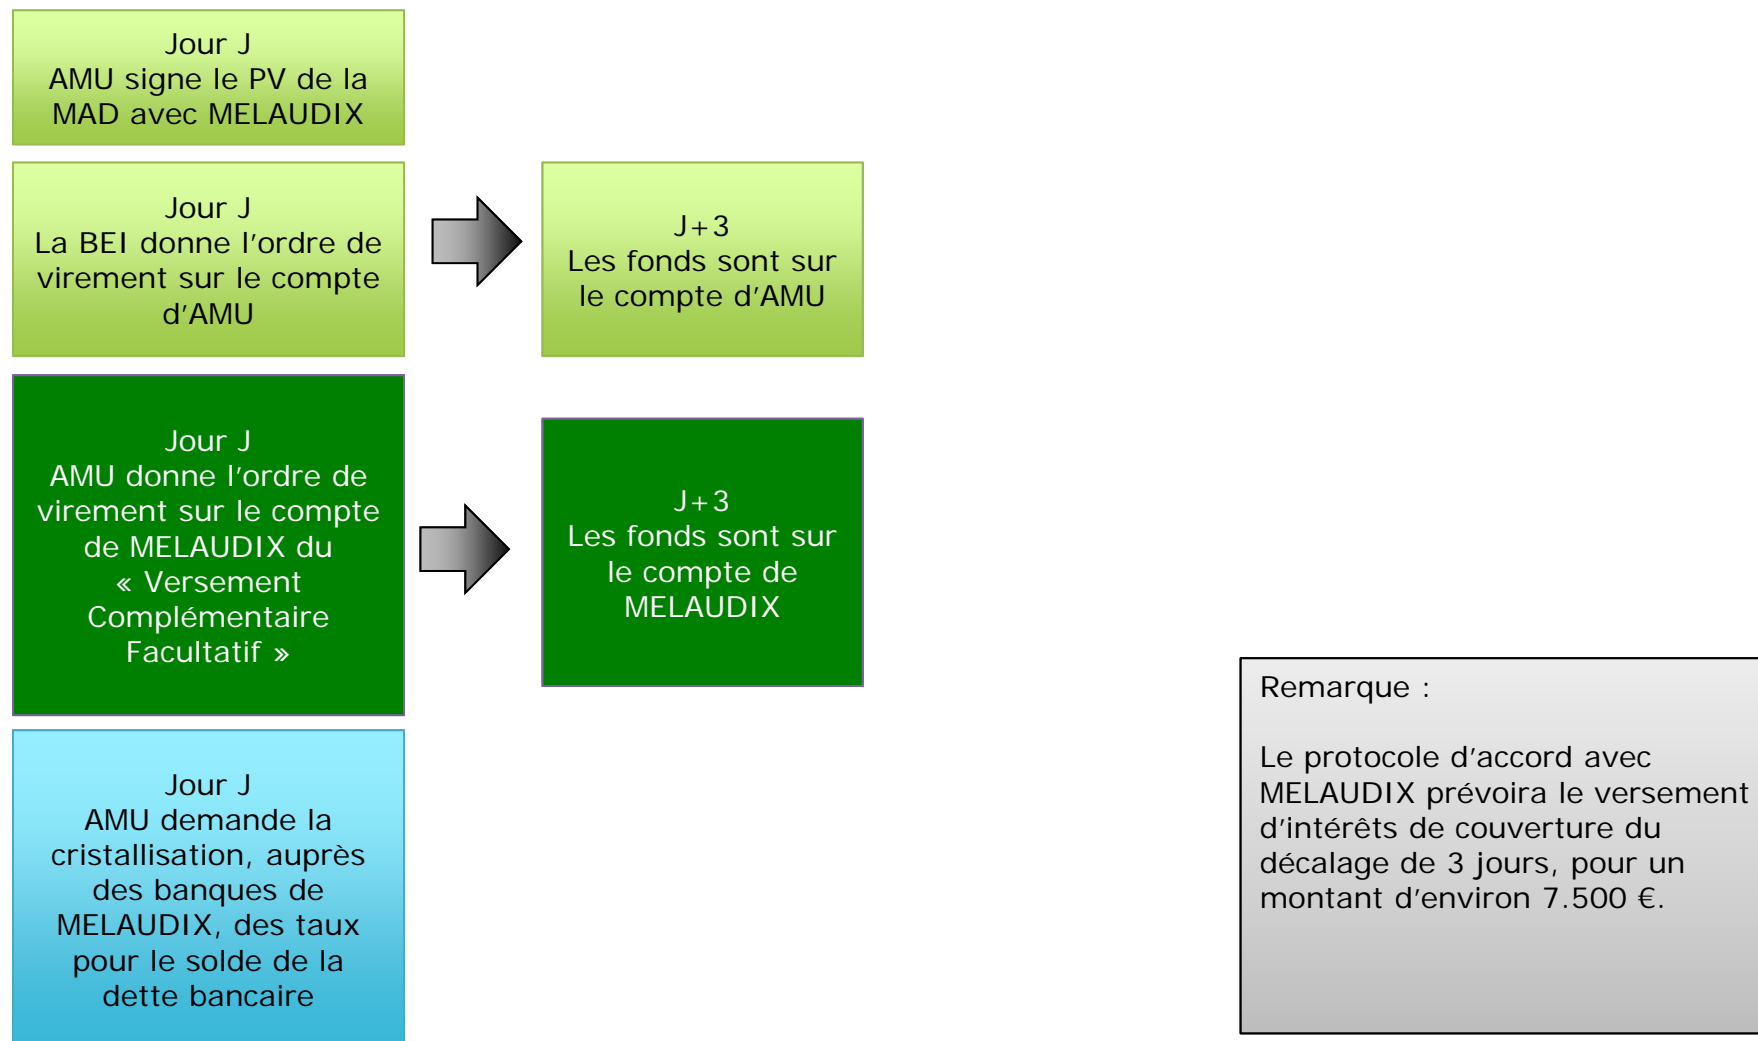 Jour J
AMU signe le PV de la
MAD avec MELAUDIX
Jour J
La BEI donne l’ordre de
virement sur le compte
d’AMU
J+3
Les fonds sont sur
le compte d’AMU
Jour J
AMU donne l’ordre de
virement sur le compte
de MELAUDIX du
« Versement
Complémentaire
Facultatif »
J+3
Les fonds sont sur
le compte de
MELAUDIX
Jour J
AMU demande la
cristallisation, auprès
des banques de
MELAUDIX, des taux
pour le solde de la
dette bancaire
Remarque :
Le protocole d’accord avec
MELAUDIX prévoira le versement
d’intérêts de couverture du
décalage de 3 jours, pour un
montant d’environ 7.500 €.